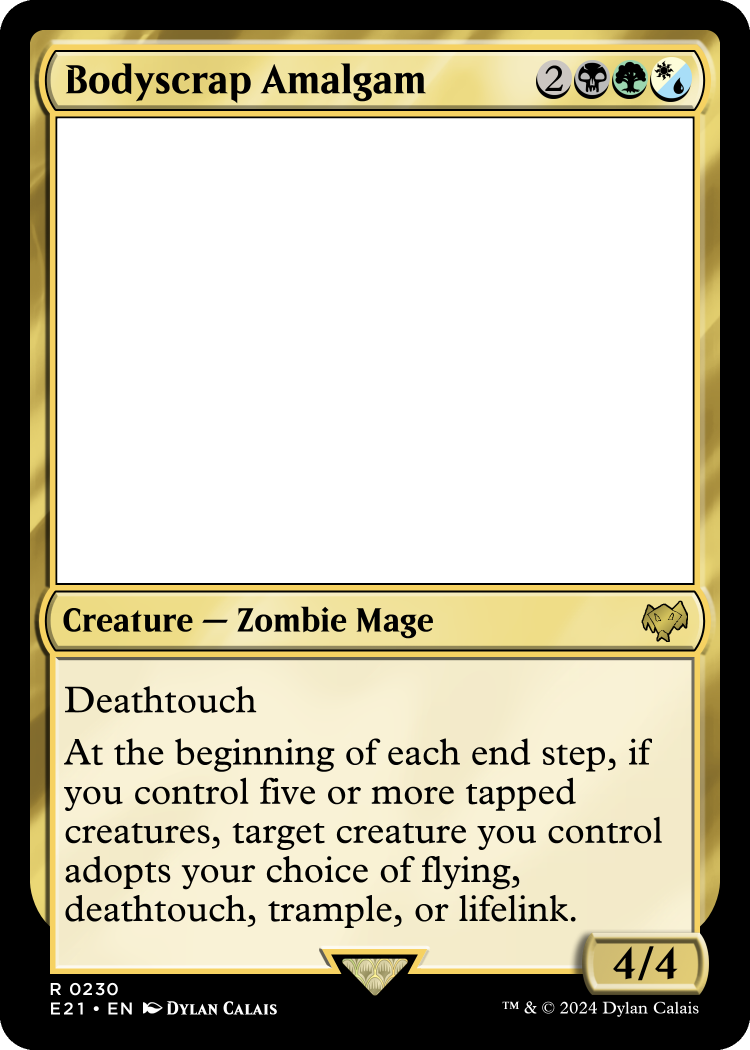 Bodyscrap Amalgam 2
Creature — Zombie Mage
Deathtouch
At the beginning of each end step, if
you control five or more tapped
creatures, target creature you control
adopts your choice of flying,
deathtouch, trample, or lifelink.
4/4
R 0230
E21 • EN DYLAN CALAIS
™ & © 2024 Dylan Calais